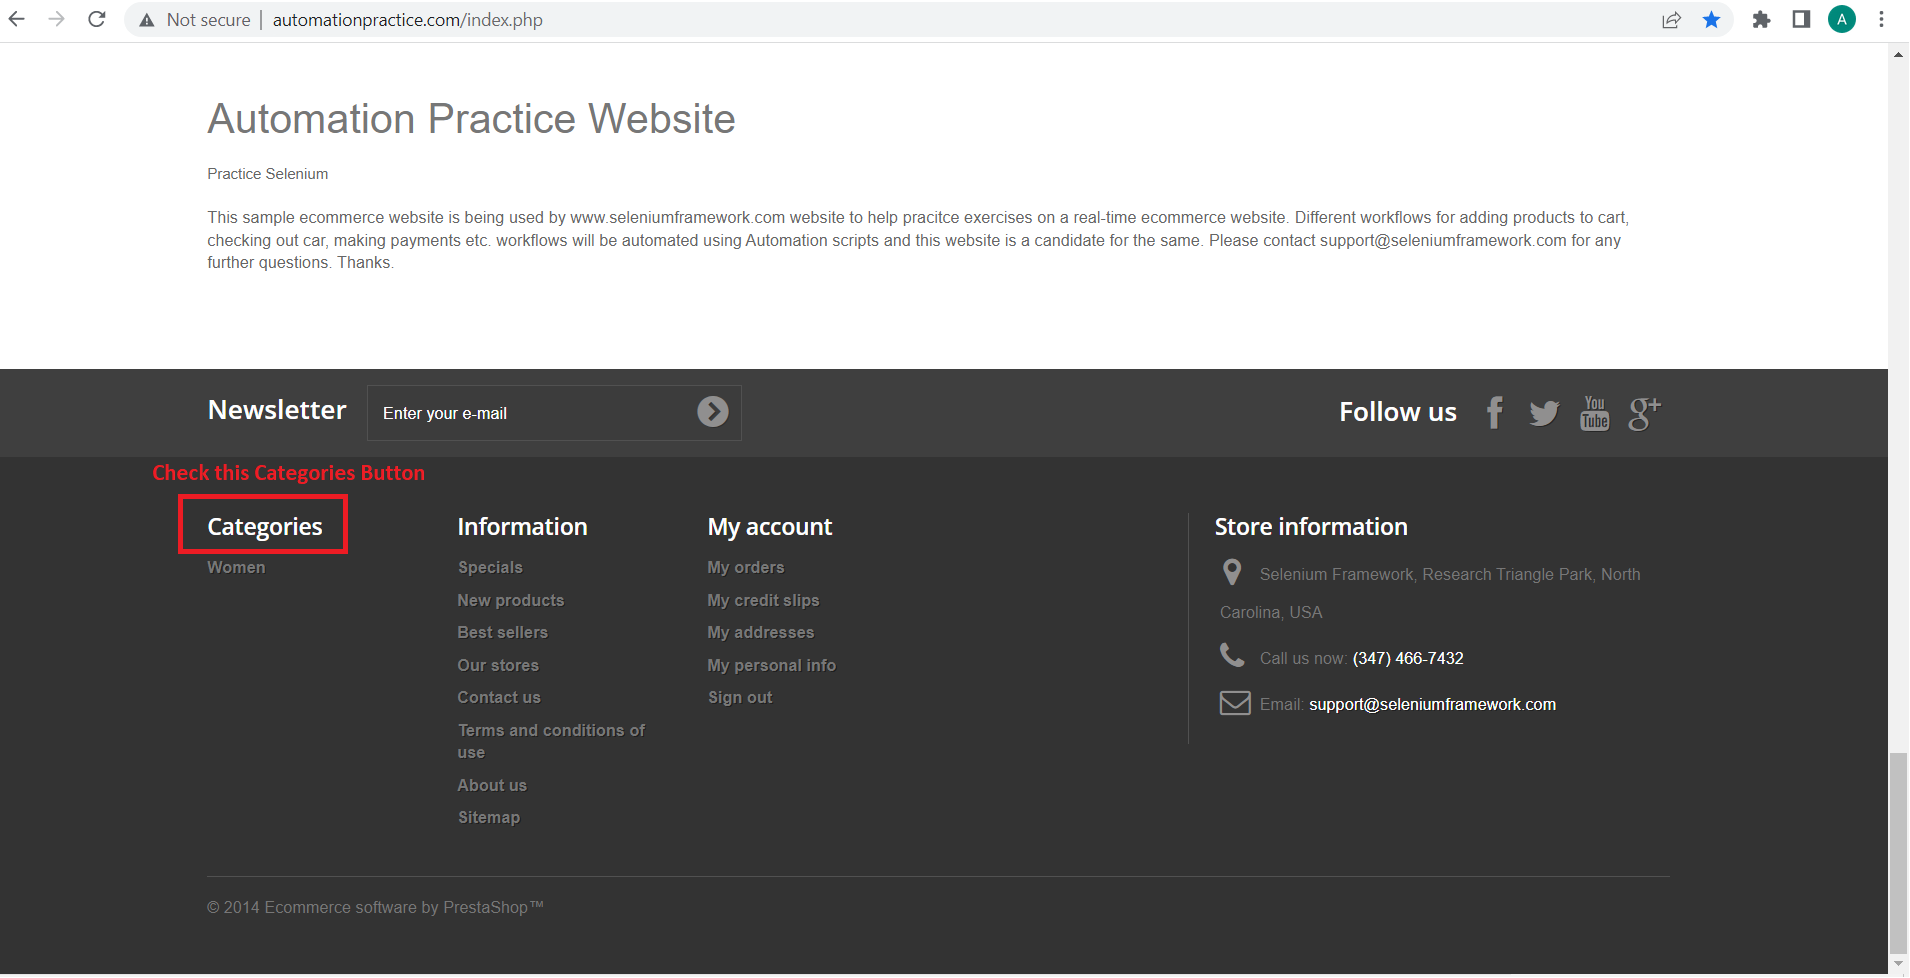 Not secure | automationpractice.com/index.php
A
Automation Practice Website
Practice Selenium
This sample ecommerce website is being used by www.seleniumframework.com website to help pracitce exercises on a real-time ecommerce website. Different workflows for adding products to cart,
checking out car, making payments etc. workflows will be automated using Automation scripts and this website is a candidate for the same. Please contact support@seleniumframework.com for any
further questions. Thanks.
Newsletter
Enter your e-mail
Follow us
f
You
Tube
g+
Check this Categories Button
Categories
Women
Information
Specials
New products
Best sellers
Our stores
Contact us
Terms and conditions of
use
About us
Sitemap
My account
My orders
My credit slips
My addresses
My personal info
Sign out
Store information
Selenium Framework, Research Triangle Park, North
Carolina, USA
Call us now: (347) 466-7432
Email: support@seleniumframework.com
© 2014 Ecommerce software by PrestaShop™